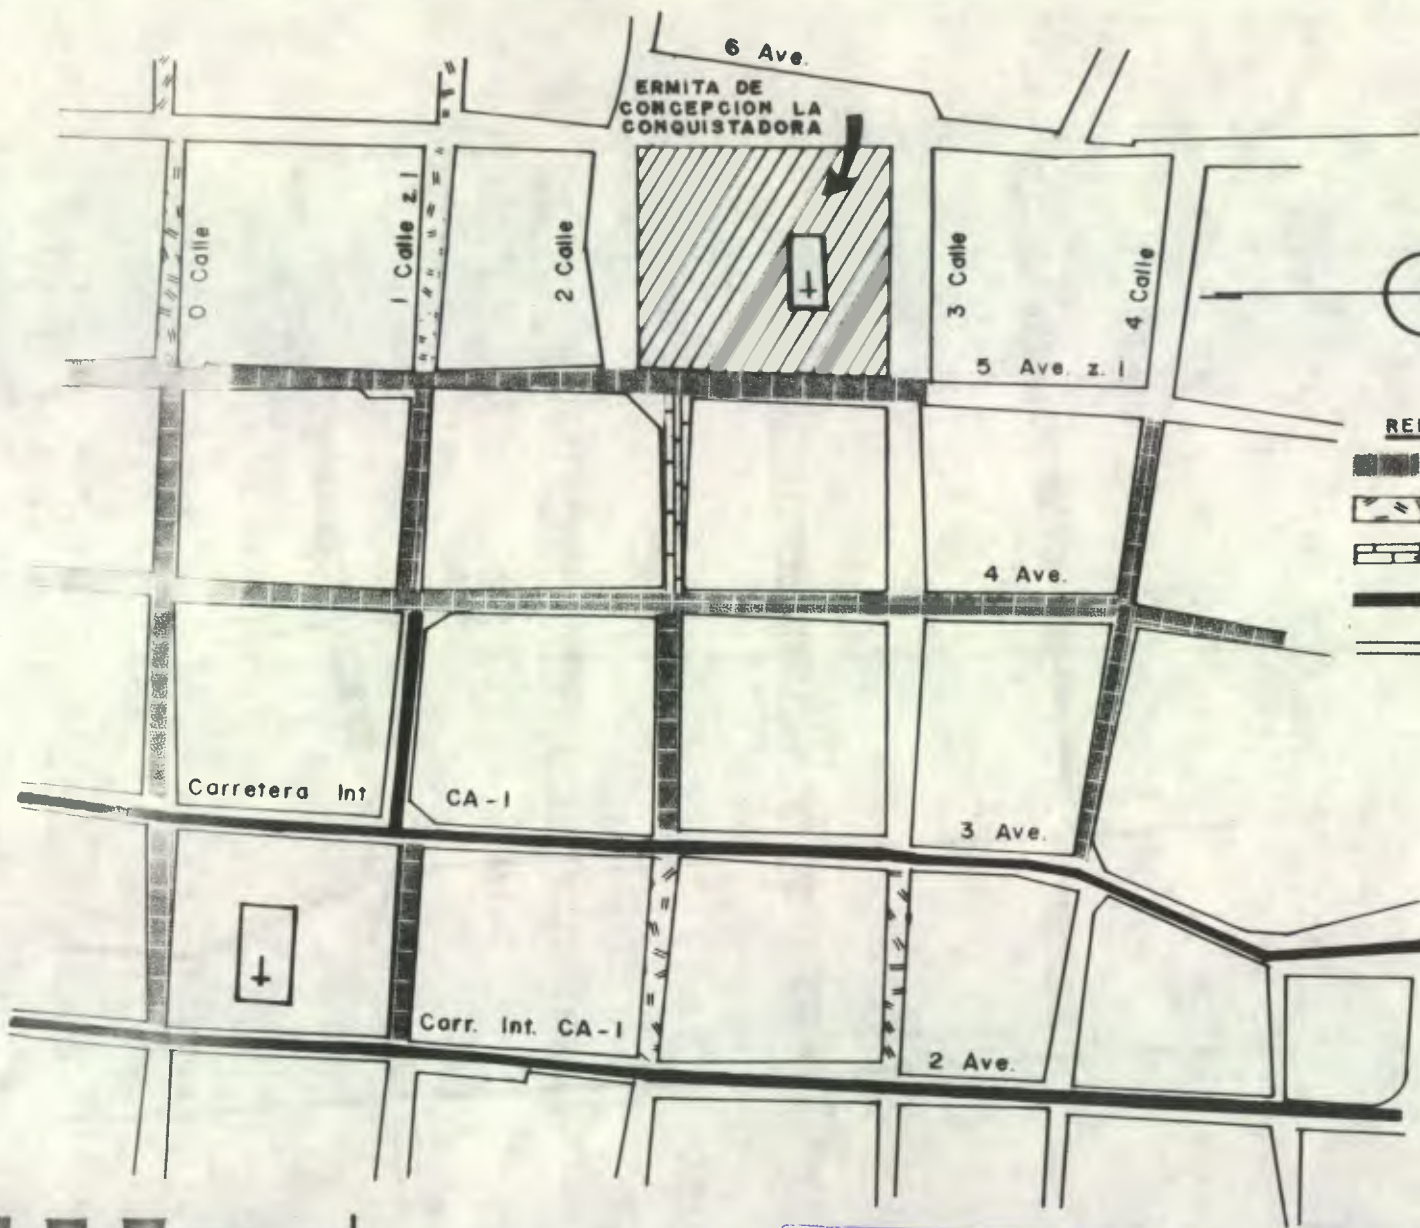 6 Ave.
ERMITA DE
CONCEPCION LA
CONQUISTADORA
0 Calle
1 Calle z. 1
2 Calle
3 Calle
4 Calle
5 Ave. z. 1
4 Ave.
Carretera Int
CA-1
3 Ave.
Carr. Int. CA-1
2 Ave.